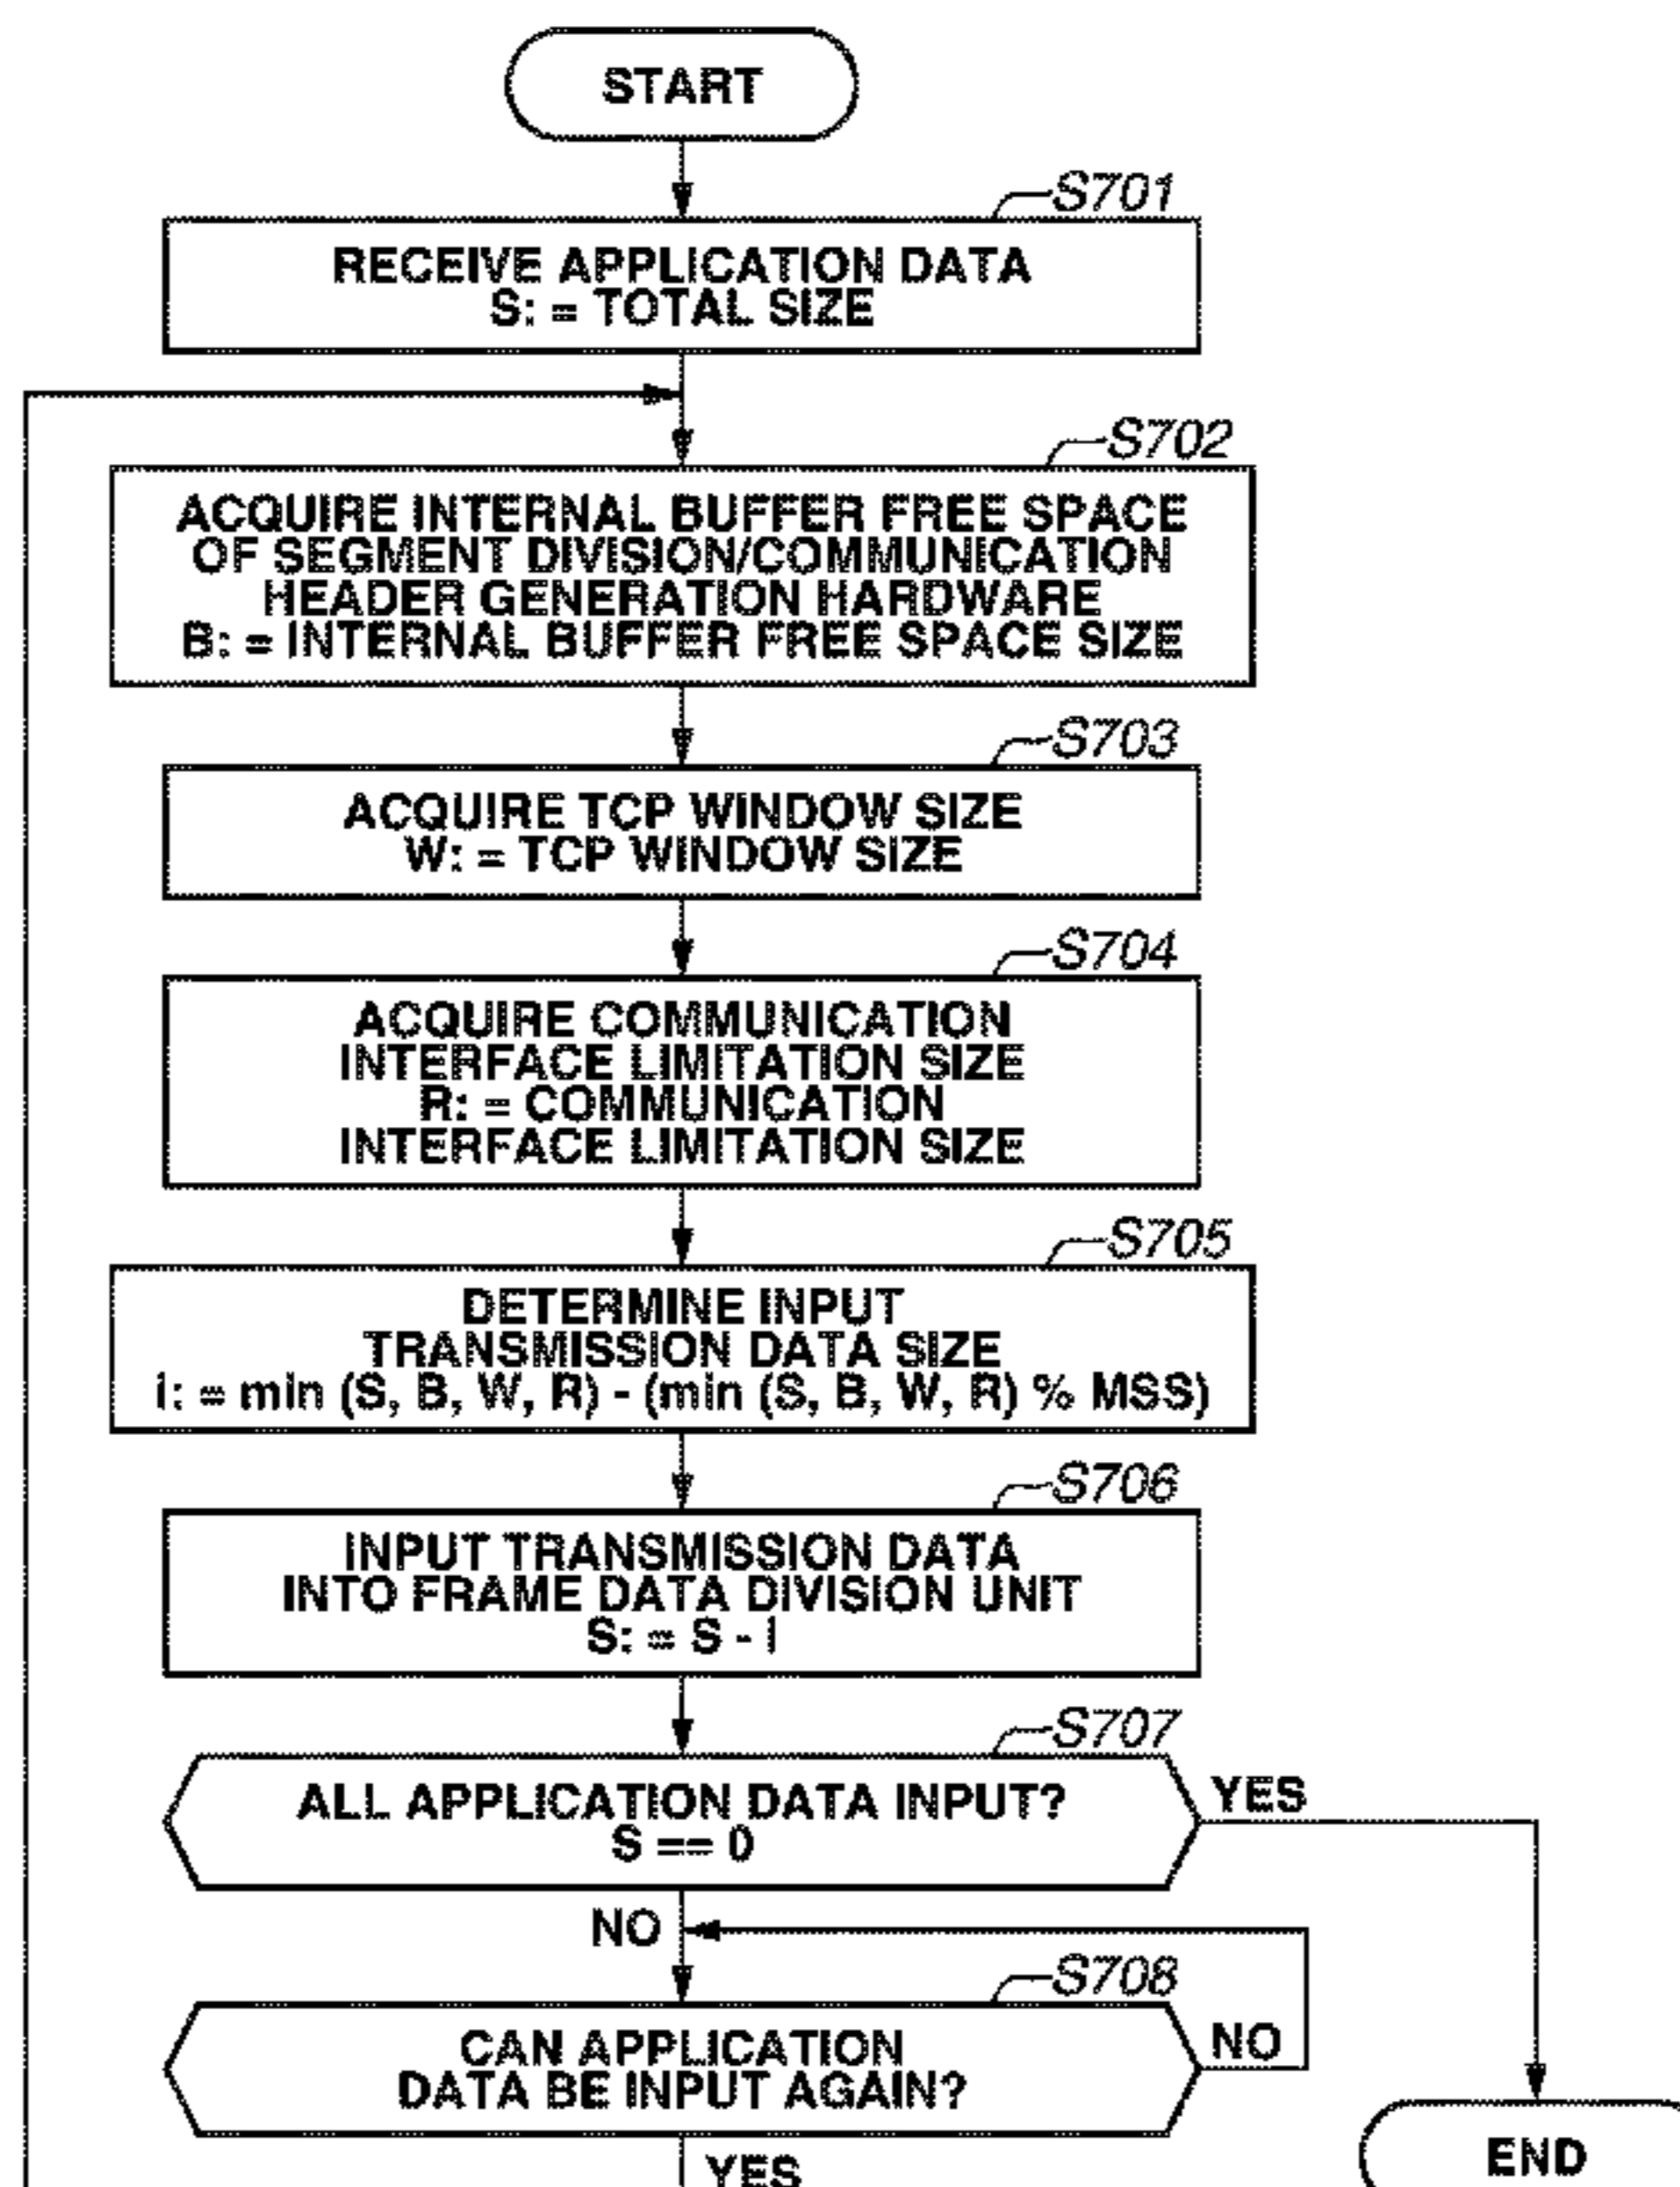 START
S701
RECEIVE APPLICATION DATA
S: = TOTAL SIZE
S702
ACQUIRE INTERNAL BUFFER FREE SPACE
OF SEGMENT DIVISION/COMMUNICATION
HEADER GENERATION HARDWARE
B: = INTERNAL BUFFER FREE SPACE SIZE
S703
ACQUIRE TCP WINDOW SIZE
W: = TCP WINDOW SIZE
S704
ACQUIRE COMMUNICATION
INTERFACE LIMITATION SIZE
R: = COMMUNICATION
INTERFACE LIMITATION SIZE
S705
DETERMINE INPUT
TRANSMISSION DATA SIZE
I: = min (S, B, W, R) - (min (S, B, W, R) % MSS)
S706
INPUT TRANSMISSION DATA
INTO FRAME DATA DIVISION UNIT
S: = S - I
S707
ALL APPLICATION DATA INPUT?
S == 0
YES
NO
S708
CAN APPLICATION
DATA BE INPUT AGAIN?
NO
YES
END